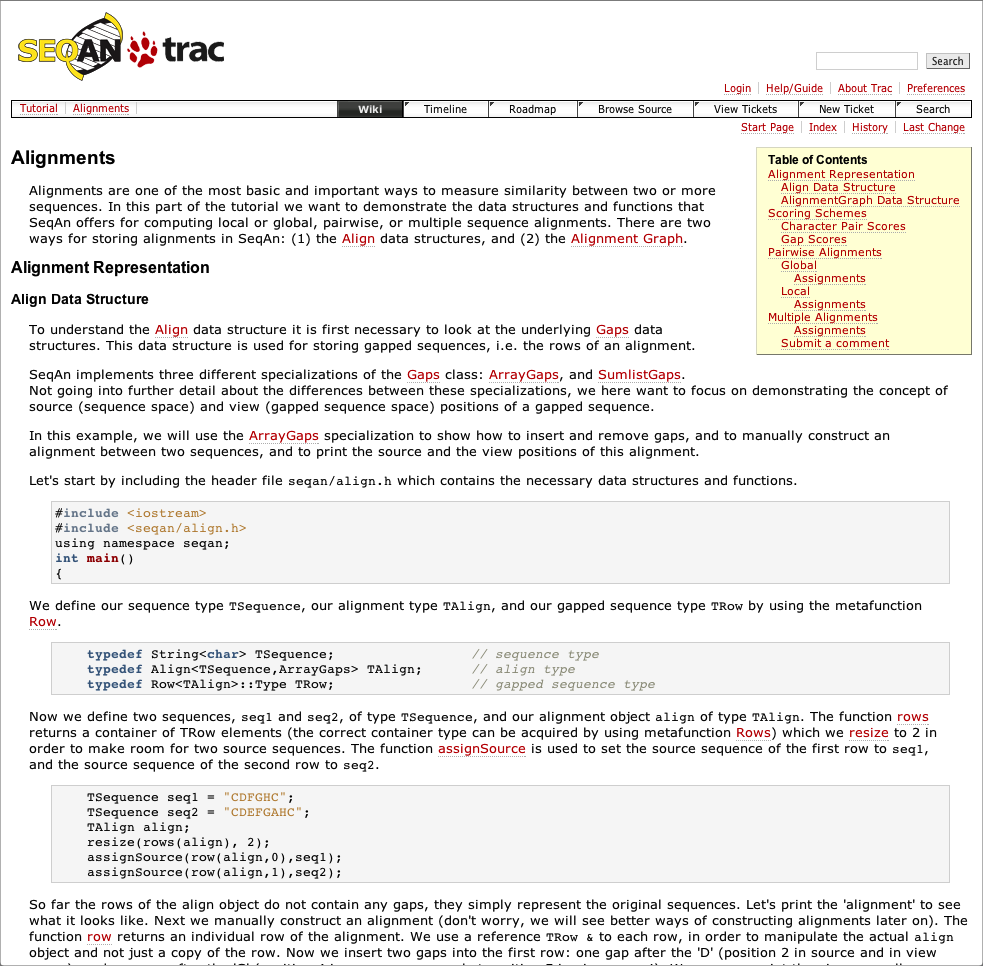 SEQAN trac
Search
Login Help/Guide About Trac Preferences
Tutorial Alignments Wiki Timeline Roadmap Browse Source View Tickets New Ticket Search
Start Page Index History Last Change
Alignments
Alignments are one of the most basic and important ways to measure similarity between two or more
sequences. In this part of the tutorial we want to demonstrate the data structures and functions that
SeqAn offers for computing local or global, pairwise, or multiple sequence alignments. There are two
ways for storing alignments in SeqAn: (1) the Align data structures, and (2) the Alignment Graph.
Table of Contents
Alignment Representation
Align Data Structure
AlignmentGraph Data Structure
Scoring Schemes
Character Pair Scores
Gap Scores
Pairwise Alignments
Global
Assignments
Local
Assignments
Multiple Alignments
Assignments
Submit a comment
Alignment Representation
Align Data Structure
To understand the Align data structure it is first necessary to look at the underlying Gaps data
structures. This data structure is used for storing gapped sequences, i.e. the rows of an alignment.
SeqAn implements three different specializations of the Gaps class: ArrayGaps, and SumlistGaps.
Not going into further detail about the differences between these specializations, we here want to focus on demonstrating the concept of
source (sequence space) and view (gapped sequence space) positions of a gapped sequence.
In this example, we will use the ArrayGaps specialization to show how to insert and remove gaps, and to manually construct an
alignment between two sequences, and to print the source and the view positions of this alignment.
Let's start by including the header file seqan/align.h which contains the necessary data structures and functions.
#include <iostream>
#include <seqan/align.h>
using namespace seqan;
int main()
{
We define our sequence type TSequence, our alignment type TAlign, and our gapped sequence type TRow by using the metafunction
Row.
typedef String<char> TSequence; // sequence type
typedef Align<TSequence,ArrayGaps> TAlign; // align type
typedef Row<TAlign>::Type TRow; // gapped sequence type
Now we define two sequences, seq1 and seq2, of type TSequence, and our alignment object align of type TAlign. The function rows
returns a container of TRow elements (the correct container type can be acquired by using metafunction Rows) which we resize to 2 in
order to make room for two source sequences. The function assignSource is used to set the source sequence of the first row to seq1,
and the source sequence of the second row to seq2.
TSequence seq1 = "CDFGHC";
TSequence seq2 = "CDEFGAHC";
TAlign align;
resize(rows(align), 2);
assignSource(row(align,0),seq1);
assignSource(row(align,1),seq2);
So far the rows of the align object do not contain any gaps, they simply represent the original sequences. Let's print the 'alignment' to see
what it looks like. Next we manually construct an alignment (don't worry, we will see better ways of constructing alignments later on). The
function row returns an individual row of the alignment. We use a reference TRow & to each row, in order to manipulate the actual align
object and not just a copy of the row. Now we insert two gaps into the first row: one gap after the 'D' (position 2 in source and in view